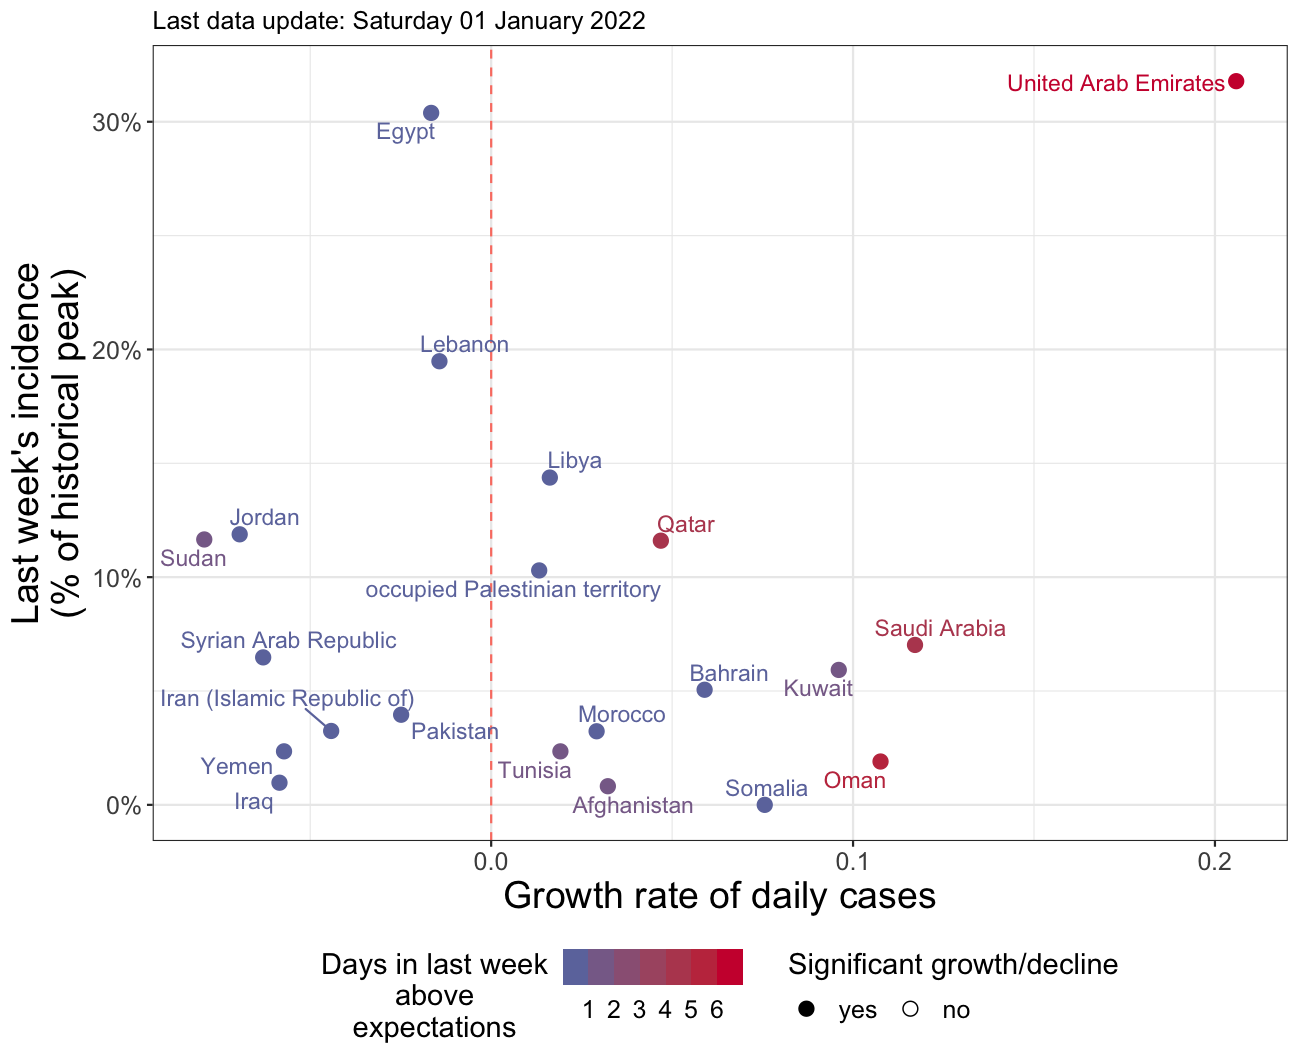 Last data update: Saturday 01 January 2022
Last week's incidence
(% of historical peak)
30%
20%
10%
0%
United Arab Emirates
Egypt
Lebanon
Libya
Jordan
Qatar
Sudan
occupied Palestinian territory
Saudi Arabia
Syrian Arab Republic
Bahrain
Kuwait
Iran (Islamic Republic of)
Morocco
Pakistan
Yemen
Tunisia
Oman
Somalia
Iraq
Afghanistan
0.0 0.1 0.2
Growth rate of daily cases
Days in last week
above
expectations
1 2 3 4 5 6
Significant growth/decline
yes no